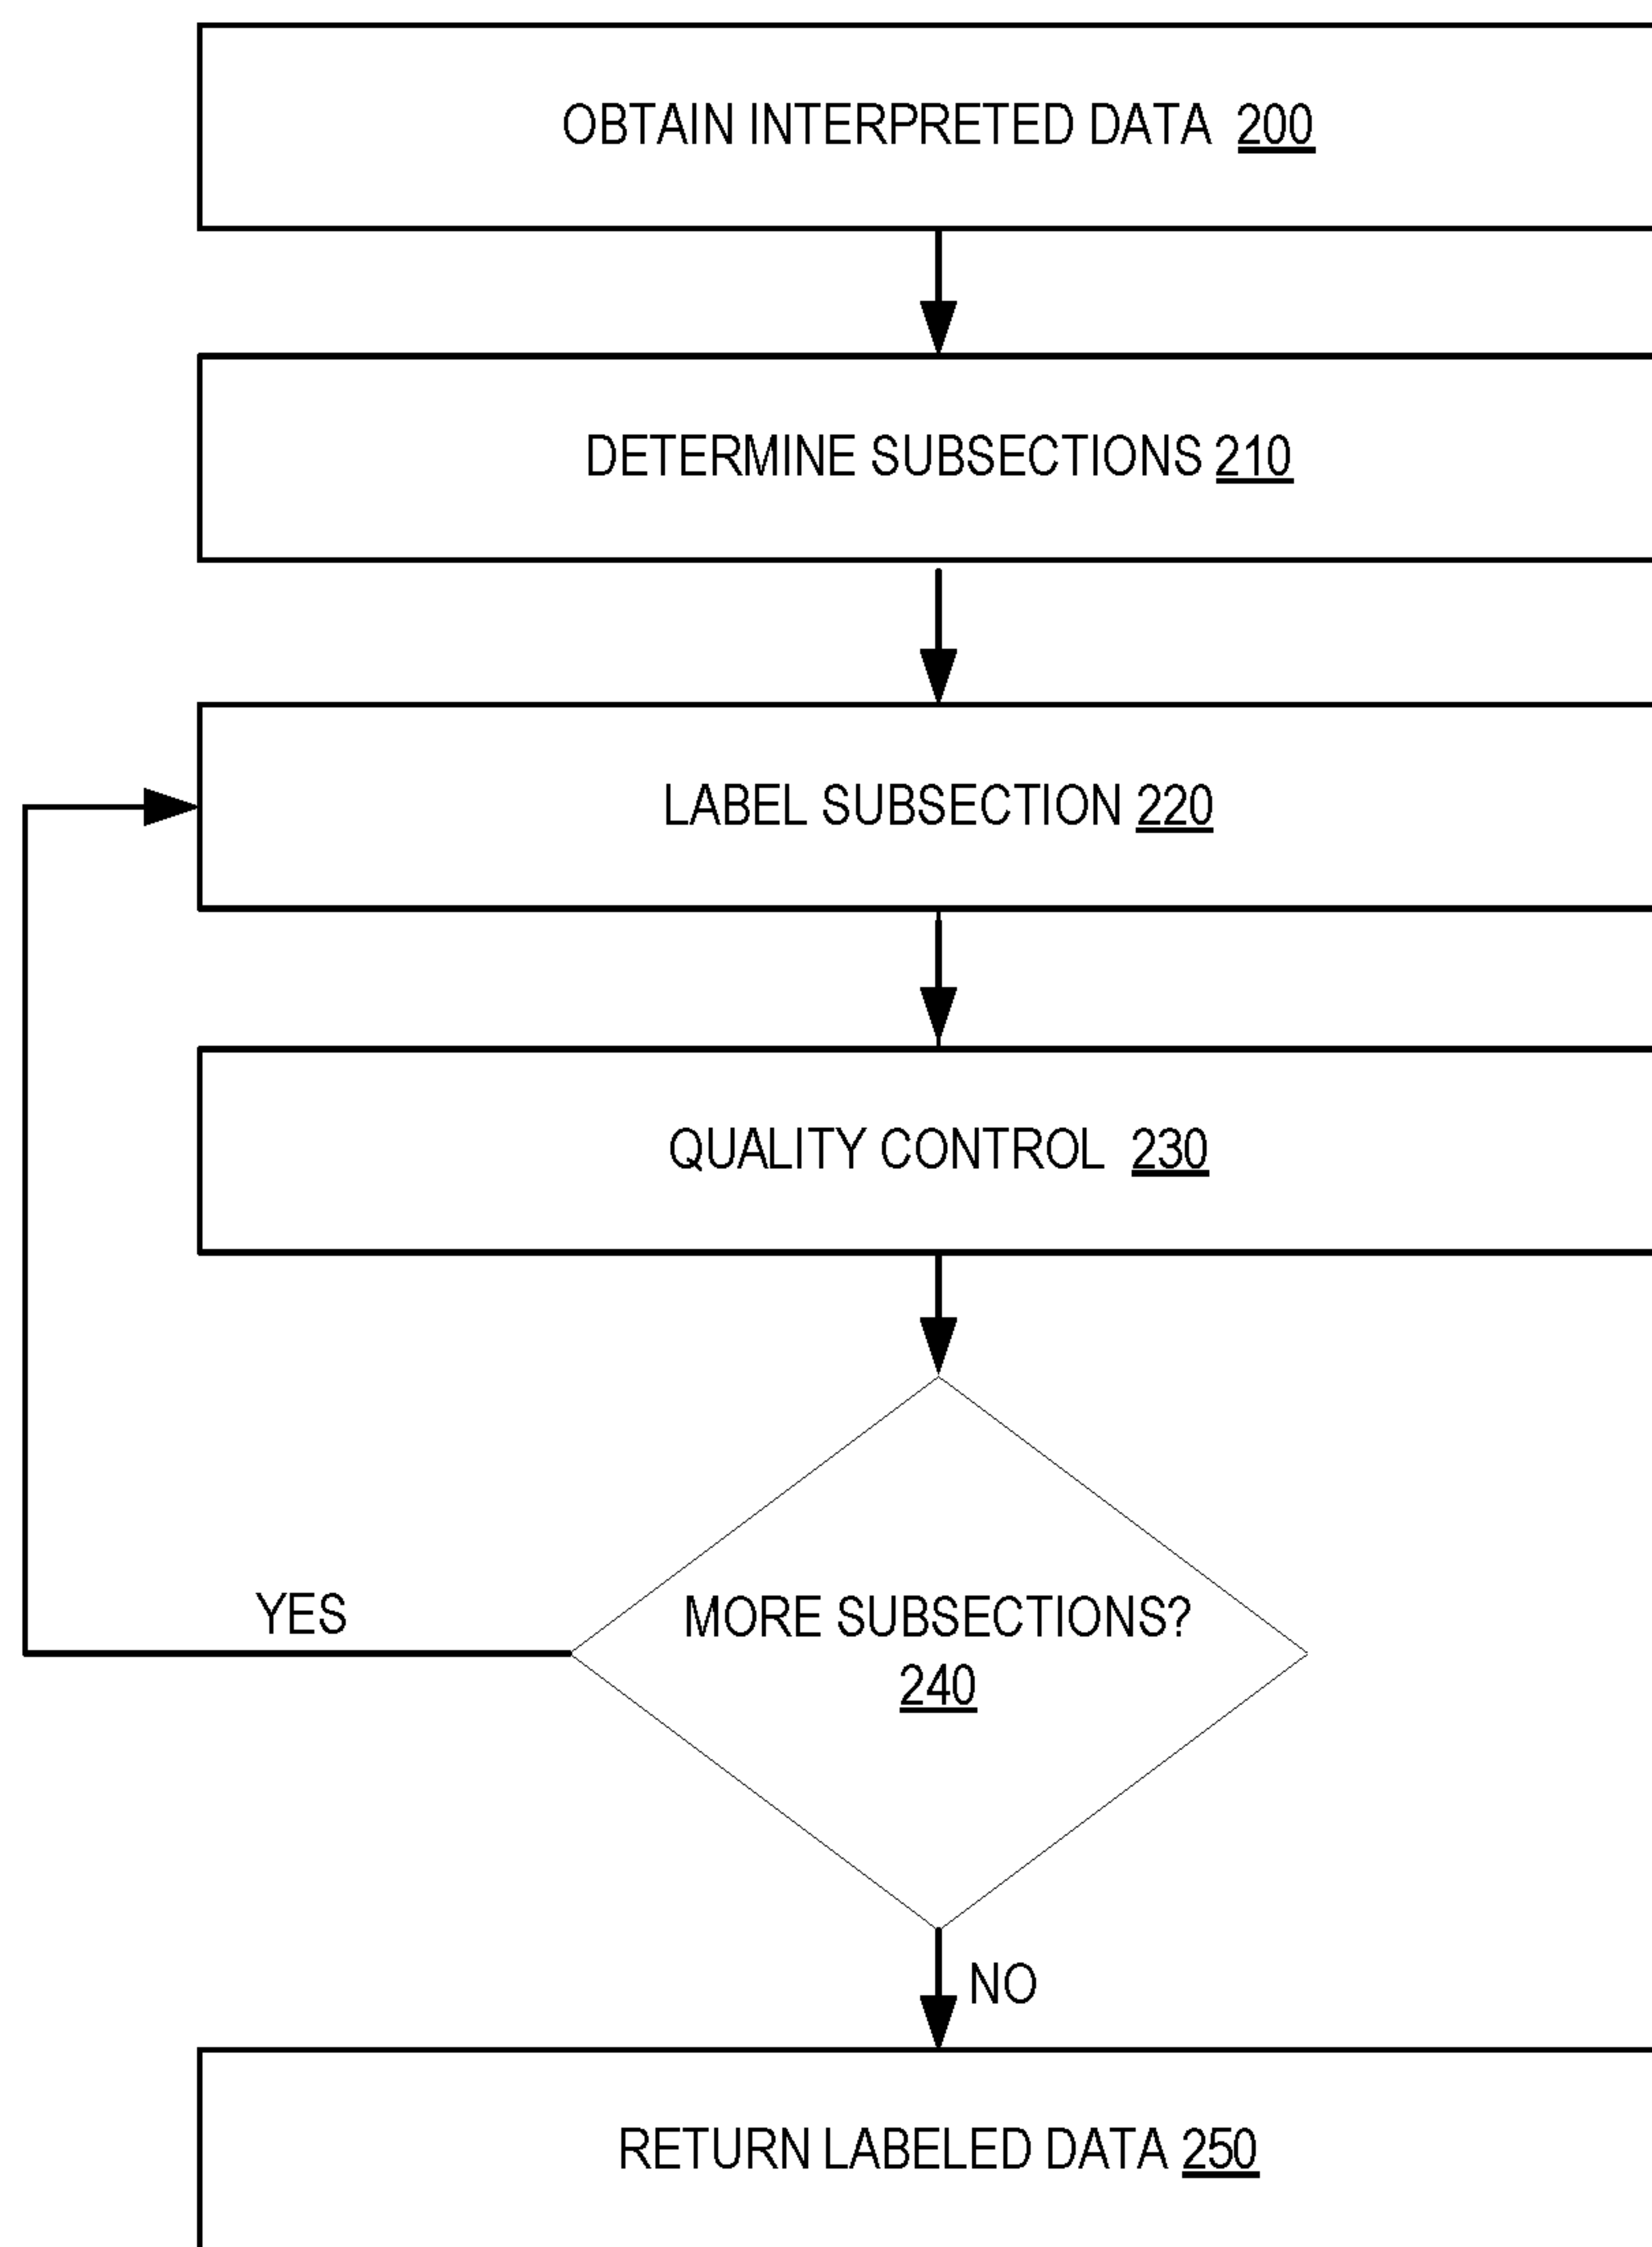 OBTAIN INTERPRETED DATA 200
DETERMINE SUBSECTIONS 210
LABEL SUBSECTION 220
QUALITY CONTROL 230
YES
MORE SUBSECTIONS?
240
NO
RETURN LABELED DATA 250